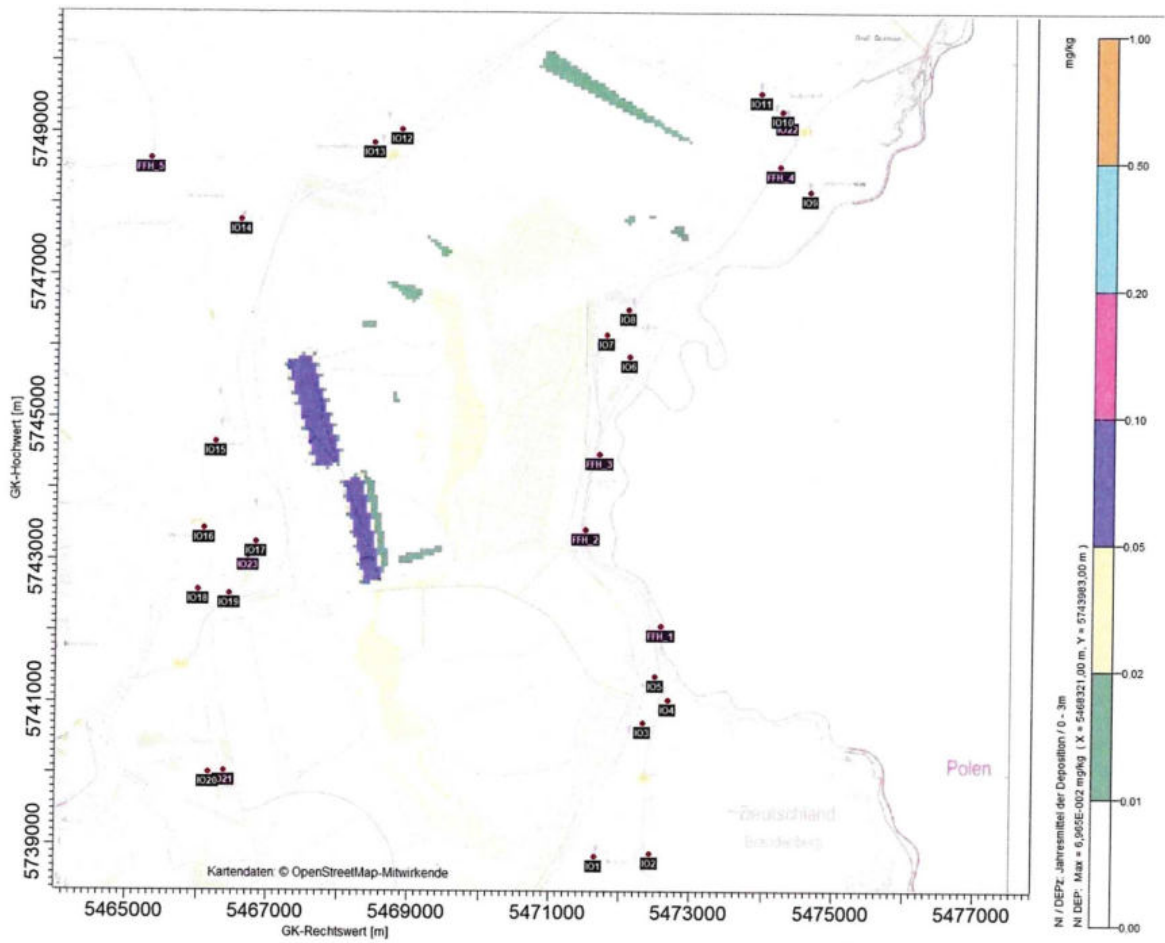 mg/kg
1.00
0.50
0.20
0.10
0.05
0.02
0.01
0.00
NI / DEPz: Jahresmittel der Deposition / 0 - 3m
NI DEP: Max = 6,965E-002 mg/kg ( X = 5468321,00 m, Y = 5743983,00 m)
GK-Hochwert [m]
5749000
5747000
5745000
5743000
5741000
5739000
IO11
IO10
IO22
IO12
IO13
FFH_5
FFH_4
IO9
IO14
IO8
IO7
IO6
IO15
FFH_3
IO16
FFH_2
IO17
IO23
IO18
IO19
FFH_1
IO5
IO4
IO3
IO20
IO21
Polen
Deutschland
Brandenburg
IO1
IO2
Kartendaten: © OpenStreetMap-Mitwirkende
5465000
5467000
5469000
5471000
5473000
5475000
5477000
GK-Rechtswert [m]